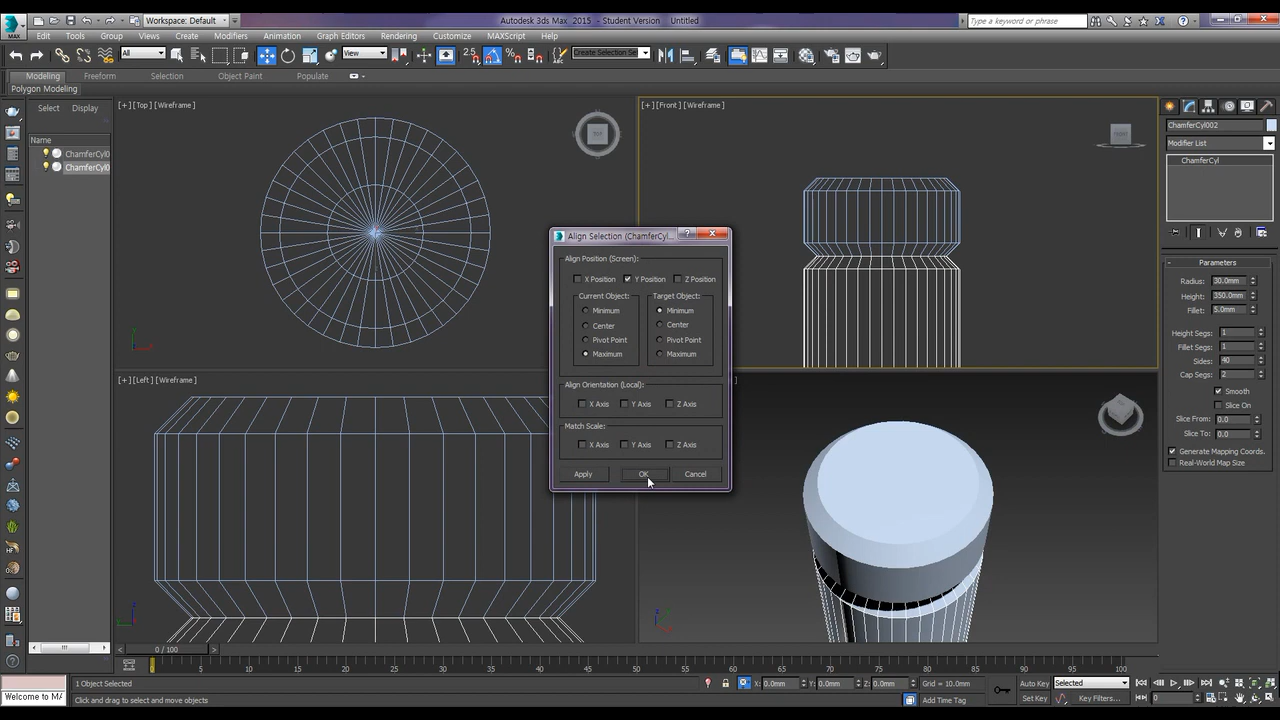 Workspace: Default
Autodesk 3ds Max 2015 - Student Version Untitled
Type a keyword or phrase
MAX
Edit Tools Group Views Create Modifiers Animation Graph Editors Rendering Customize MAXScript Help
All
View
2.5
Create Selection Se
Modeling Freeform Selection Object Paint Populate
Polygon Modeling
Select Display
Name
ChamferCyl0
ChamferCyl0
[+] [Top] [Wireframe]
TOP
[+] [Front] [Wireframe]
FRONT
[+] [Left] [Wireframe]
Align Selection (ChamferCyl...
Align Position (Screen):
X Position Y Position Z Position
Current Object: Target Object:
Minimum Minimum
Center Center
Pivot Point Pivot Point
Maximum Maximum
Align Orientation (Local):
X Axis Y Axis Z Axis
Match Scale:
X Axis Y Axis Z Axis
Apply OK Cancel
ChamferCyl002
Modifier List
ChamferCyl
Parameters
Radius: 30.0mm
Height: 350.0mm
Fillet: 5.0mm
Height Segs: 1
Fillet Segs: 1
Sides: 40
Cap Segs: 2
Smooth
Slice On
Slice From: 0.0
Slice To: 0.0
Generate Mapping Coords.
Real-World Map Size
0 / 100
0 5 10 15 20 25 30 35 40 45 50 55 60 65 70 75 80 85 90 95 100
1 Object Selected
X: 0.0mm Y: 0.0mm Z: 0.0mm
Grid = 10.0mm
Auto Key Selected
Welcome to MA
Click and drag to select and move objects
Add Time Tag
Set Key Key Filters...
0